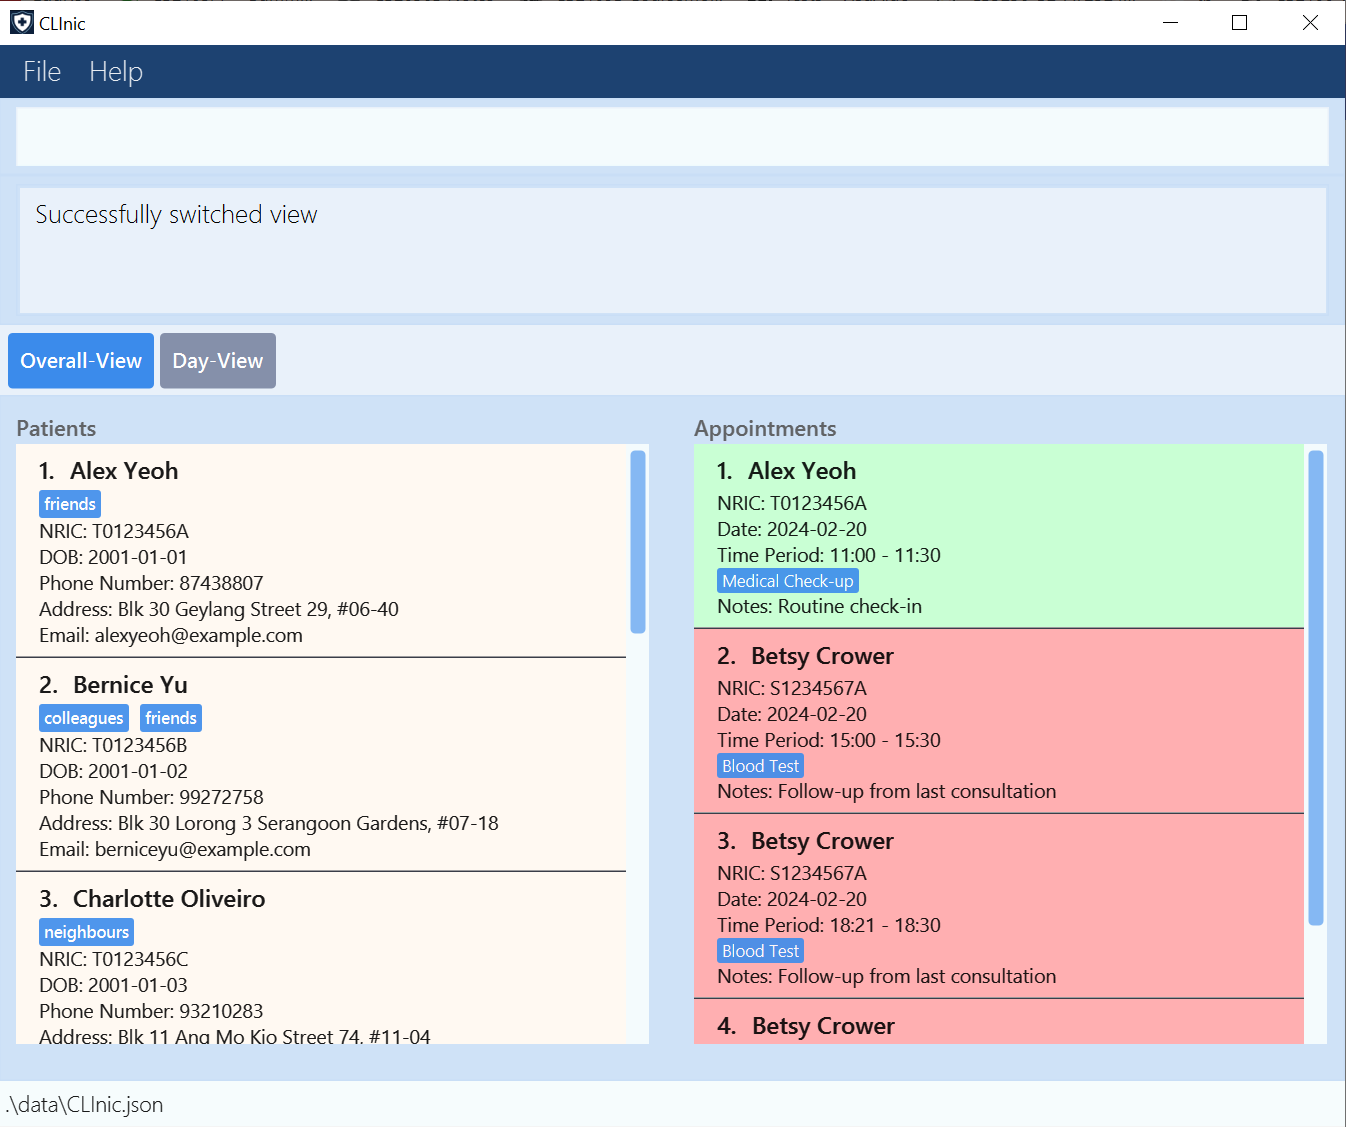 CLInic
File Help
Successfully switched view
Overall-View Day-View
Patients
1. Alex Yeoh
friends
NRIC: T0123456A
DOB: 2001-01-01
Phone Number: 87438807
Address: Blk 30 Geylang Street 29, #06-40
Email: alexyeoh@example.com
2. Bernice Yu
colleagues friends
NRIC: T0123456B
DOB: 2001-01-02
Phone Number: 99272758
Address: Blk 30 Lorong 3 Serangoon Gardens, #07-18
Email: berniceyu@example.com
3. Charlotte Oliveiro
neighbours
NRIC: T0123456C
DOB: 2001-01-03
Phone Number: 93210283
Address: Blk 11 Ang Mo Kio Street 74, #11-04
Appointments
1. Alex Yeoh
NRIC: T0123456A
Date: 2024-02-20
Time Period: 11:00 - 11:30
Medical Check-up
Notes: Routine check-in
2. Betsy Crower
NRIC: S1234567A
Date: 2024-02-20
Time Period: 15:00 - 15:30
Blood Test
Notes: Follow-up from last consultation
3. Betsy Crower
NRIC: S1234567A
Date: 2024-02-20
Time Period: 18:21 - 18:30
Blood Test
Notes: Follow-up from last consultation
4. Betsy Crower
.\data\CLInic.json